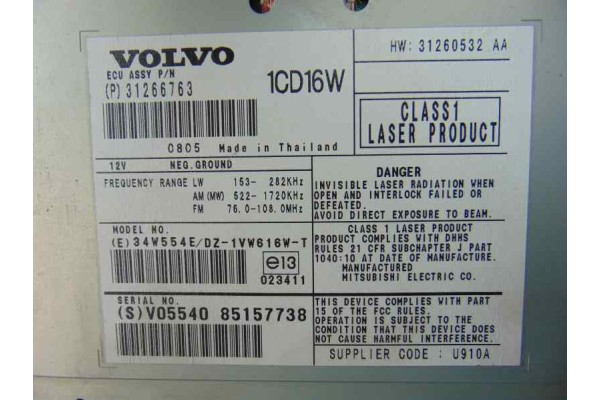 VOLVO
ECU ASSY P/N
(P) 31266763
1CD16W
HW: 31260532 AA
CLASS1
LASER PRODUCT
0805 Made in Thailand
12V NEG.GROUND
FREQUENCY RANGE LW 153- 282KHz
AM(MW) 522- 1720KHz
FM 76.0-108.0MHz
DANGER
INVISIBLE LASER RADIATION WHEN
OPEN AND INTERLOCK FAILED OR
DEFEATED.
AVOID DIRECT EXPOSURE TO BEAM.
MODEL NO.
(E)34W554E/DZ-1VW616W-T
e13
023411
CLASS 1 LASER PRODUCT
PRODUCT COMPLIES WITH DHHS
RULES 21 CFR SUBCHAPTER J PART
1040:10 AT DATE OF MANUFACTURE.
MANUFACTURED
MITSUBISHI ELECTRIC CO.
SERIAL NO.
(S)V05540 85157738
THIS DEVICE COMPLIES WITH PART
15 OF THE FCC RULES.
OPERATION IS SUBJECT TO THE
CONDITION THAT THIS DEVICE DOES
NOT CAUSE HARMFUL INTERFERENCE.
SUPPLIER CODE : U910A